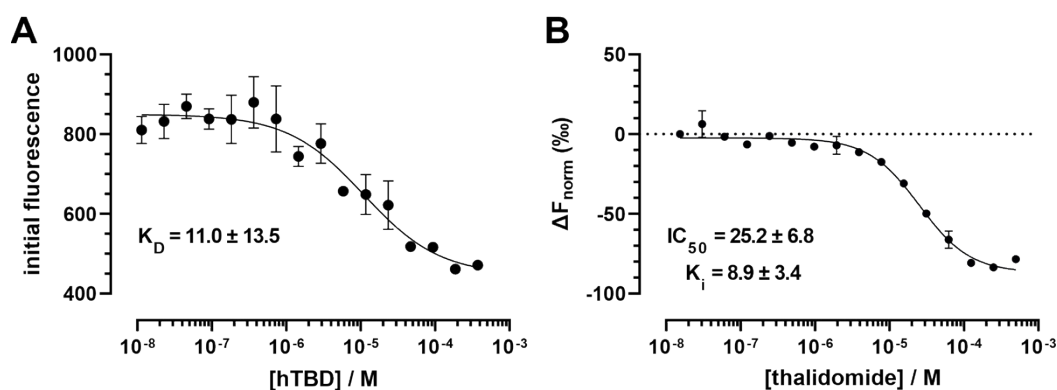 A
B
1000
800
600
400
initial fluorescence
K_D = 11.0 ± 13.5
10⁻⁸ 10⁻⁷ 10⁻⁶ 10⁻⁵ 10⁻⁴ 10⁻³
[hTBD] / M
50
0
-50
-100
ΔF_norm (‰)
IC₅₀ = 25.2 ± 6.8
K_i = 8.9 ± 3.4
10⁻⁸ 10⁻⁷ 10⁻⁶ 10⁻⁵ 10⁻⁴ 10⁻³
[thalidomide] / M